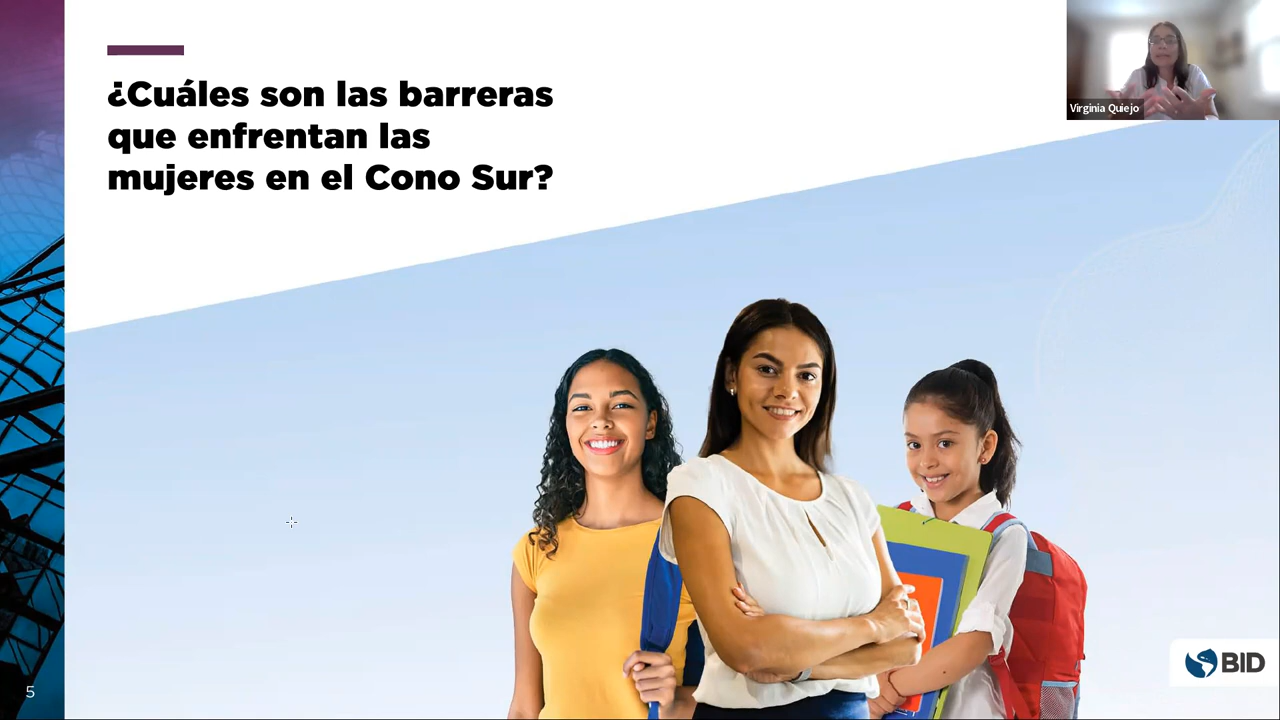 ¿Cuáles son las barreras
que enfrentan las
mujeres en el Cono Sur?
Virginia Quiejo
5
BID